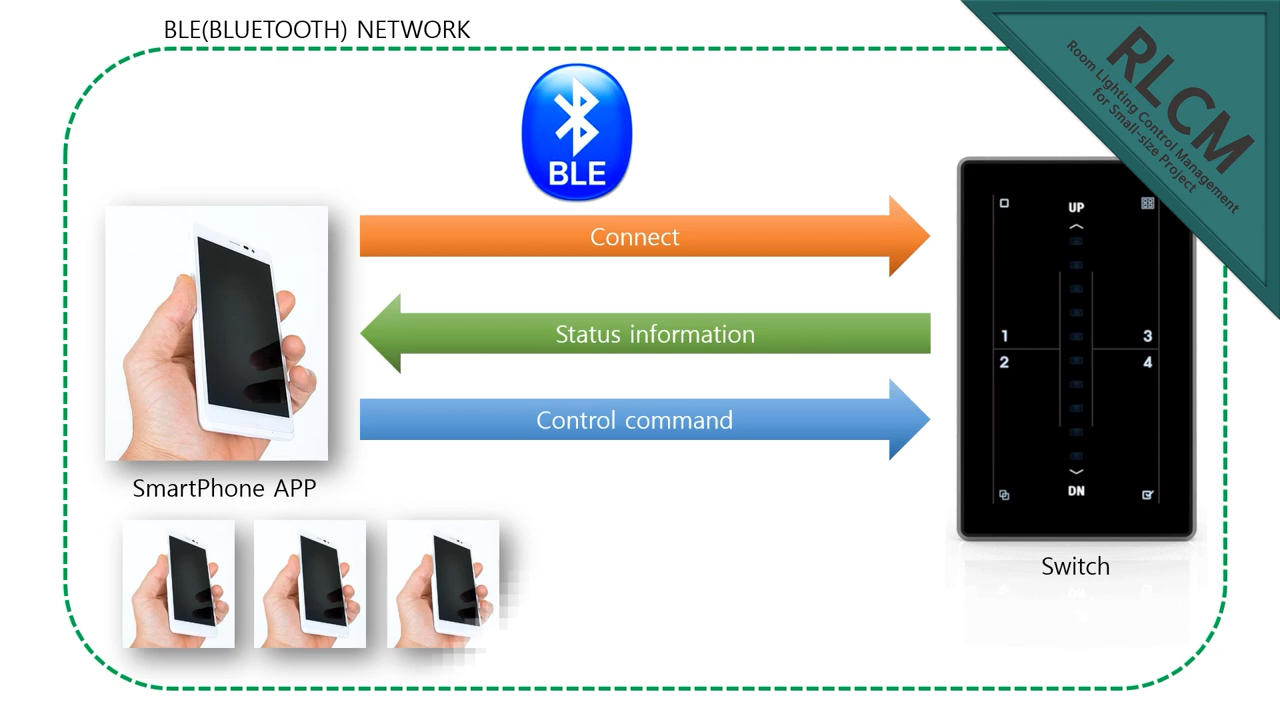 BLE(BLUETOOTH) NETWORK
RLCM
Room Lighting Control Management
for Small-size Project
BLE
Connect
Status information
Control command
SmartPhone APP
UP
1
3
2
4
DN
Switch